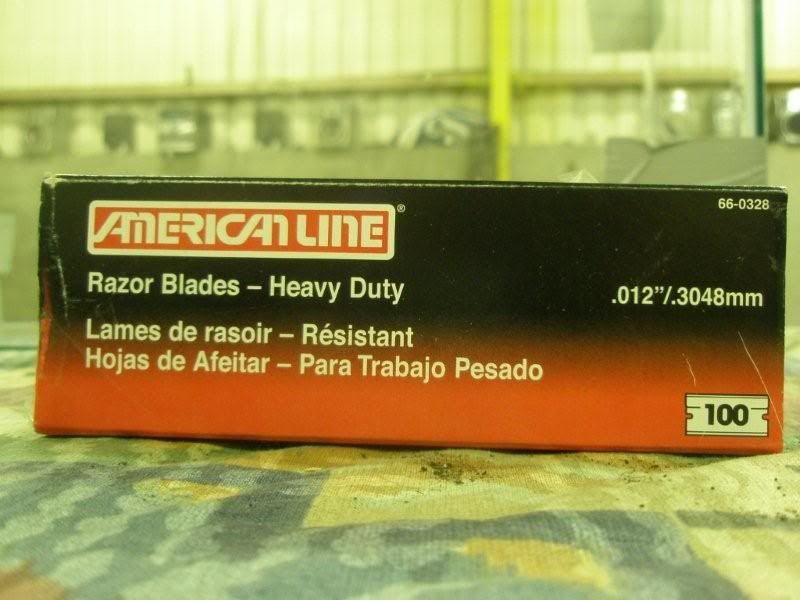 66-0328
AMERICAN LINE®
Razor Blades – Heavy Duty
.012”/.3048mm
Lames de rasoir – Résistant
Hojas de Afeitar – Para Trabajo Pesado
100